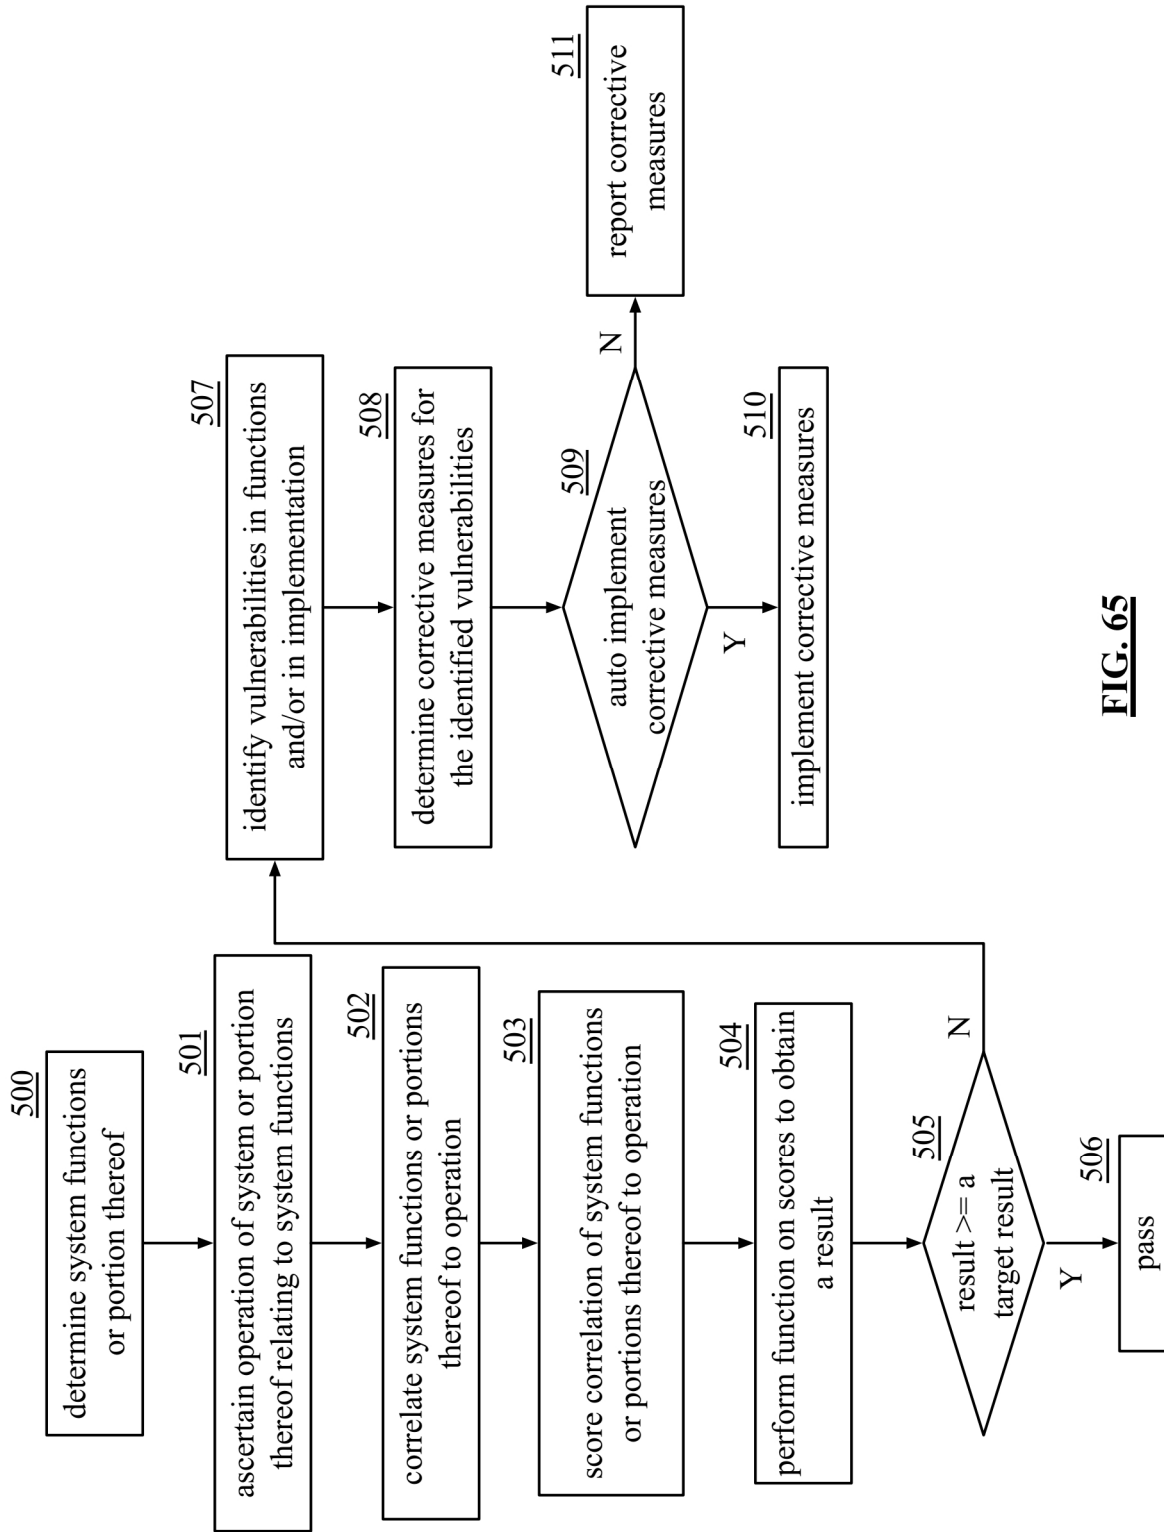 500
determine system functions
or portion thereof
501
ascertain operation of system or portion
thereof relating to system functions
502
correlate system functions or portions
thereof to operation
503
score correlation of system functions
or portions thereof to operation
504
perform function on scores to obtain
a result
505
result >= a
target result
N
Y
506
pass
507
identify vulnerabilities in functions
and/or in implementation
508
determine corrective measures for
the identified vulnerabilities
509
auto implement
corrective measures
N
Y
510
implement corrective measures
511
report corrective
measures
FIG. 65